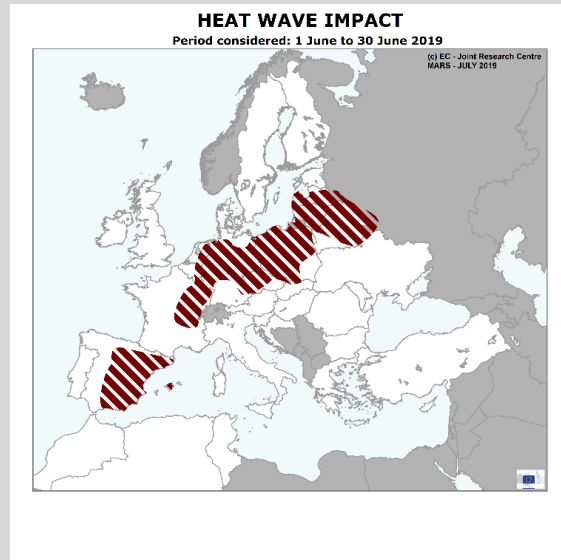 HEAT WAVE IMPACT
Period considered: 1 June to 30 June 2019
(c) EC - Joint Research Centre
MARS - JULY 2019